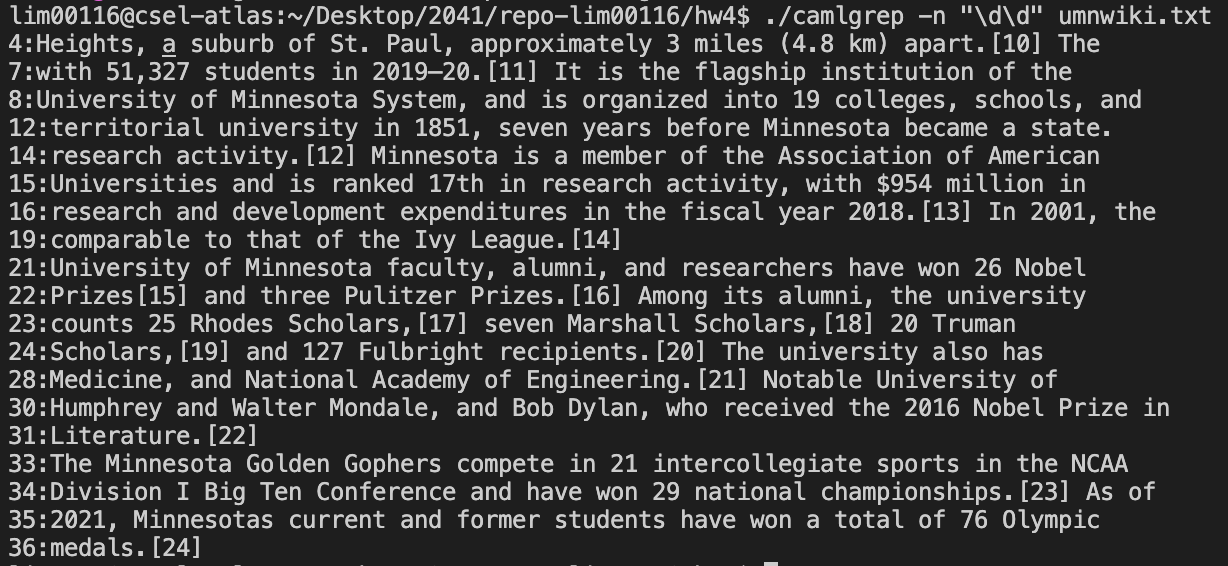 lim00116@csel-atlas:~/Desktop/2041/repo-lim00116/hw4$ ./camlgrep -n "\d\d" umnwiki.txt
4:Heights, a suburb of St. Paul, approximately 3 miles (4.8 km) apart.[10] The
7:with 51,327 students in 2019–20.[11] It is the flagship institution of the
8:University of Minnesota System, and is organized into 19 colleges, schools, and
12:territorial university in 1851, seven years before Minnesota became a state.
14:research activity.[12] Minnesota is a member of the Association of American
15:Universities and is ranked 17th in research activity, with $954 million in
16:research and development expenditures in the fiscal year 2018.[13] In 2001, the
19:comparable to that of the Ivy League.[14]
21:University of Minnesota faculty, alumni, and researchers have won 26 Nobel
22:Prizes[15] and three Pulitzer Prizes.[16] Among its alumni, the university
23:counts 25 Rhodes Scholars,[17] seven Marshall Scholars,[18] 20 Truman
24:Scholars,[19] and 127 Fulbright recipients.[20] The university also has
28:Medicine, and National Academy of Engineering.[21] Notable University of
30:Humphrey and Walter Mondale, and Bob Dylan, who received the 2016 Nobel Prize in
31:Literature.[22]
33:The Minnesota Golden Gophers compete in 21 intercollegiate sports in the NCAA
34:Division I Big Ten Conference and have won 29 national championships.[23] As of
35:2021, Minnesotas current and former students have won a total of 76 Olympic
36:medals.[24]